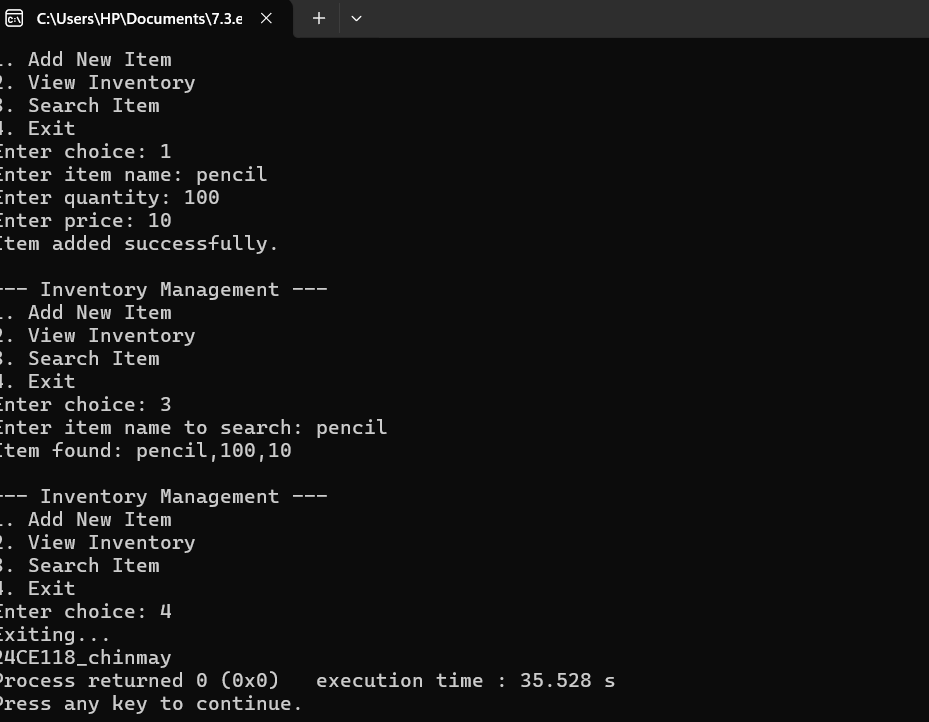 C:\Users\HP\Documents\7.3.e
. Add New Item
2. View Inventory
3. Search Item
4. Exit
Enter choice: 1
Enter item name: pencil
Enter quantity: 100
Enter price: 10
Item added successfully.
--- Inventory Management ---
. Add New Item
2. View Inventory
3. Search Item
4. Exit
Enter choice: 3
Enter item name to search: pencil
Item found: pencil,100,10
--- Inventory Management ---
. Add New Item
2. View Inventory
3. Search Item
4. Exit
Enter choice: 4
Exiting...
24CE118_chinmay
Process returned 0 (0x0)   execution time : 35.528 s
Press any key to continue.